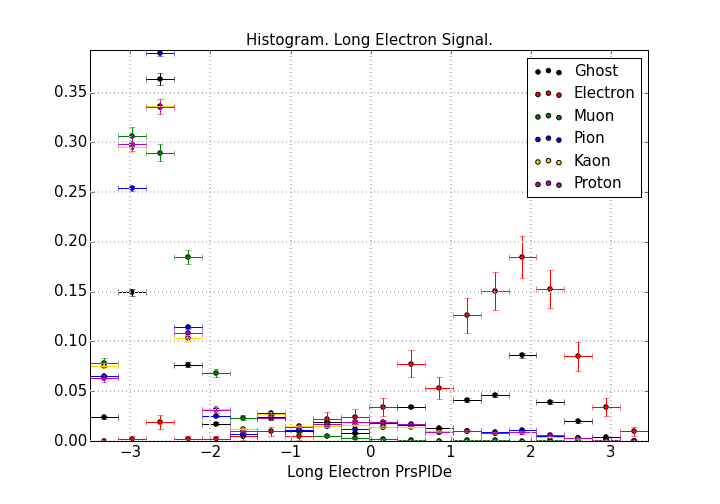 Histogram. Long Electron Signal.
Ghost
Electron
Muon
Pion
Kaon
Proton
0.35
0.30
0.25
0.20
0.15
0.10
0.05
0.00
−3 −2 −1 0 1 2 3
Long Electron PrsPIDe